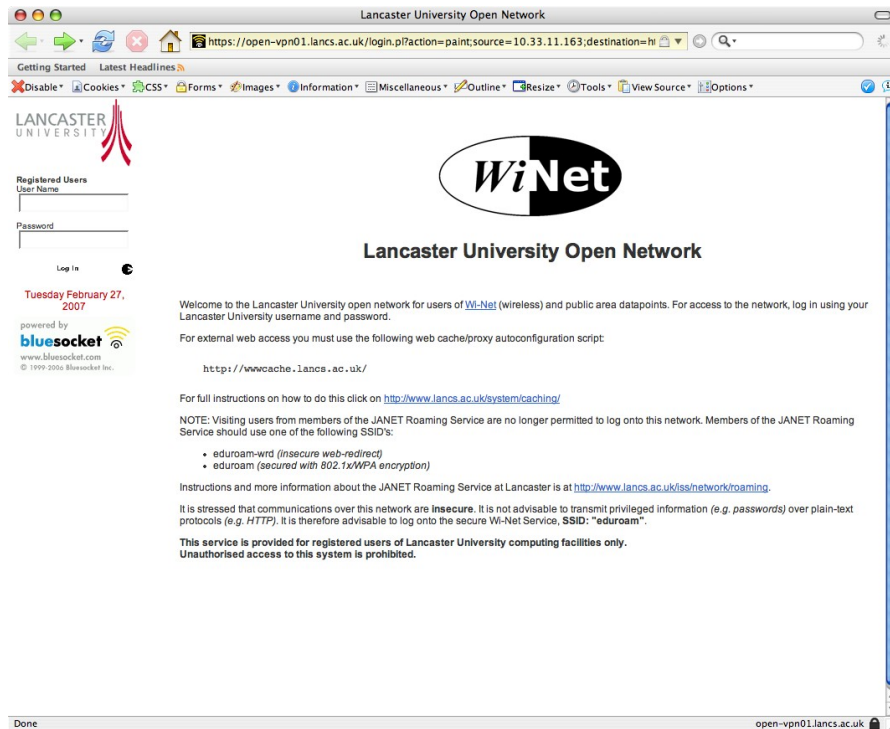 Lancaster University Open Network
https://open-vpn01.lancs.ac.uk/login.pl?action=paint;source=10.33.11.163;destination=ht
Getting Started Latest Headlines
Disable Cookies CSS Forms Images Information Miscellaneous Outline Resize Tools View Source Options
LANCASTER
UNIVERSITY
Registered Users
User Name
Password
Log In
Tuesday February 27,
2007
powered by
bluesocket
www.bluesocket.com
© 1999-2006 Bluesocket Inc.
WiNet
Lancaster University Open Network
Welcome to the Lancaster University open network for users of Wi-Net (wireless) and public area datapoints. For access to the network, log in using your
Lancaster University username and password.
For external web access you must use the following web cache/proxy autoconfiguration script:
http://wwwcache.lancs.ac.uk/
For full instructions on how to do this click on http://www.lancs.ac.uk/system/caching/
NOTE: Visiting users from members of the JANET Roaming Service are no longer permitted to log onto this network. Members of the JANET Roaming
Service should use one of the following SSID's:
• eduroam-wrd (insecure web-redirect)
• eduroam (secured with 802.1x/WPA encryption)
Instructions and more information about the JANET Roaming Service at Lancaster is at http://www.lancs.ac.uk/iss/network/roaming.
It is stressed that communications over this network are insecure. It is not advisable to transmit privileged information (e.g. passwords) over plain-text
protocols (e.g. HTTP). It is therefore advisable to log onto the secure Wi-Net Service, SSID: "eduroam".
This service is provided for registered users of Lancaster University computing facilities only.
Unauthorised access to this system is prohibited.
Done
open-vpn01.lancs.ac.uk